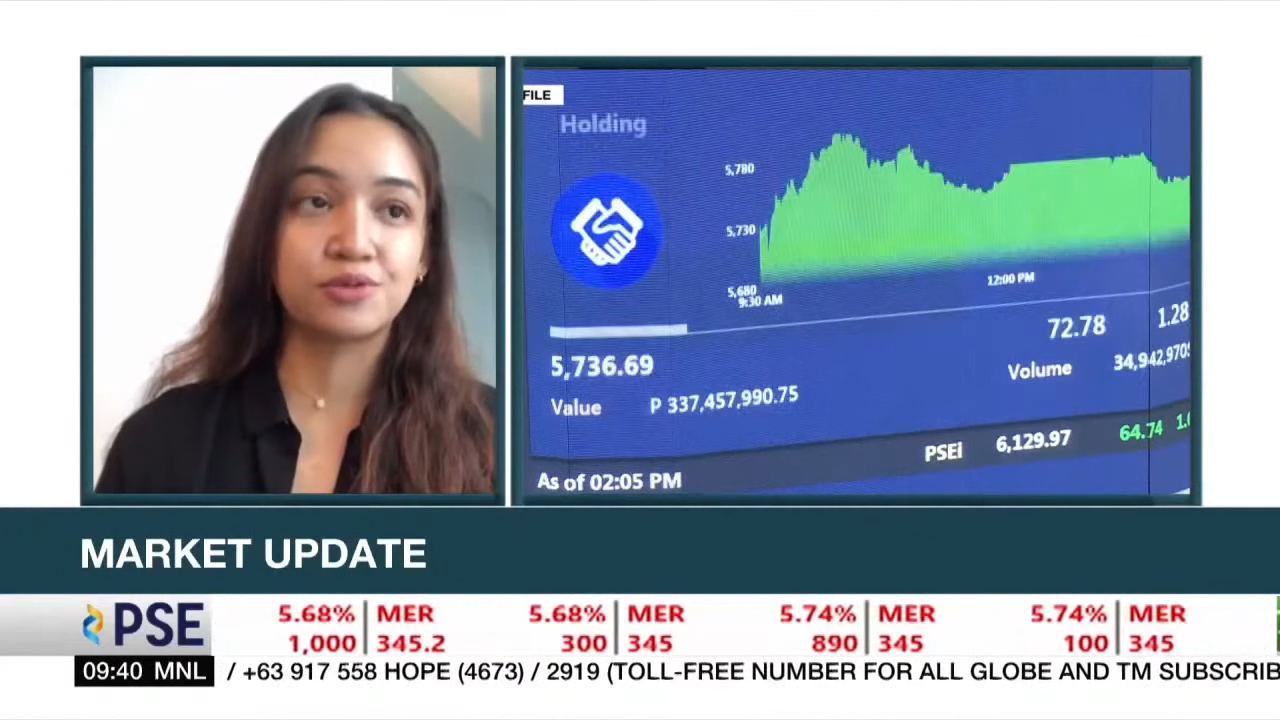 FILE
Holding
5,780
5,730
5,680
9:30 AM
12:00 PM
5,736.69
72.78
1.28
Value
P 337,457,990.75
Volume
34,942,970
PSEi
6,129.97
64.74
As of 02:05 PM
MARKET UPDATE
PSE
5.68% MER 5.68% MER 5.74% MER 5.74% MER
1,000 345.2 300 345 890 345 100 345
09:40 MNL / +63 917 558 HOPE (4673) / 2919 (TOLL-FREE NUMBER FOR ALL GLOBE AND TM SUBSCRIB